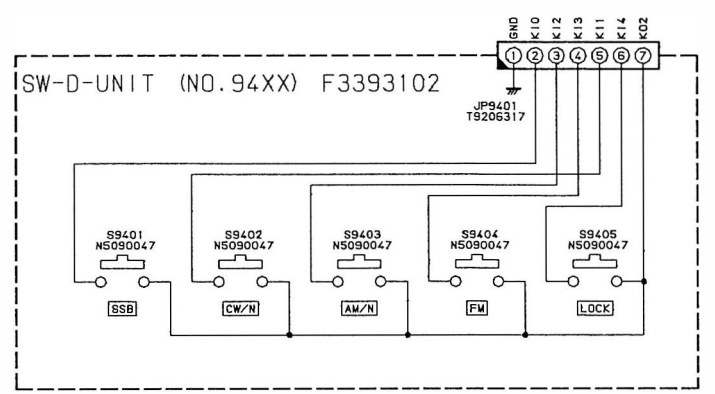 GND KI0 KI2 KI3 KI1 KI4 KO2
1 2 3 4 5 6 7
SW-D-UNIT (NO.94XX) F3393102
JP9401
T9206317
S9401 S9402 S9403 S9404 S9405
N5090047 N5090047 N5090047 N5090047 N5090047
SSB CW/N AM/N FM LOCK